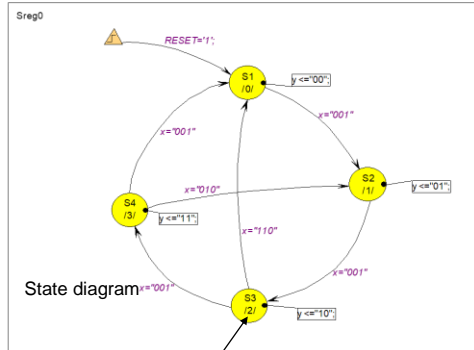 Sreg0
RESET='1';
S1
/0/
y <="00";
x="001"
x="001"
S2
/1/
y <="01";
x="010"
S4
/3/
y <="11";
x="110"
x="001"
State diagram
x="001"
S3
/2/
y <="10";